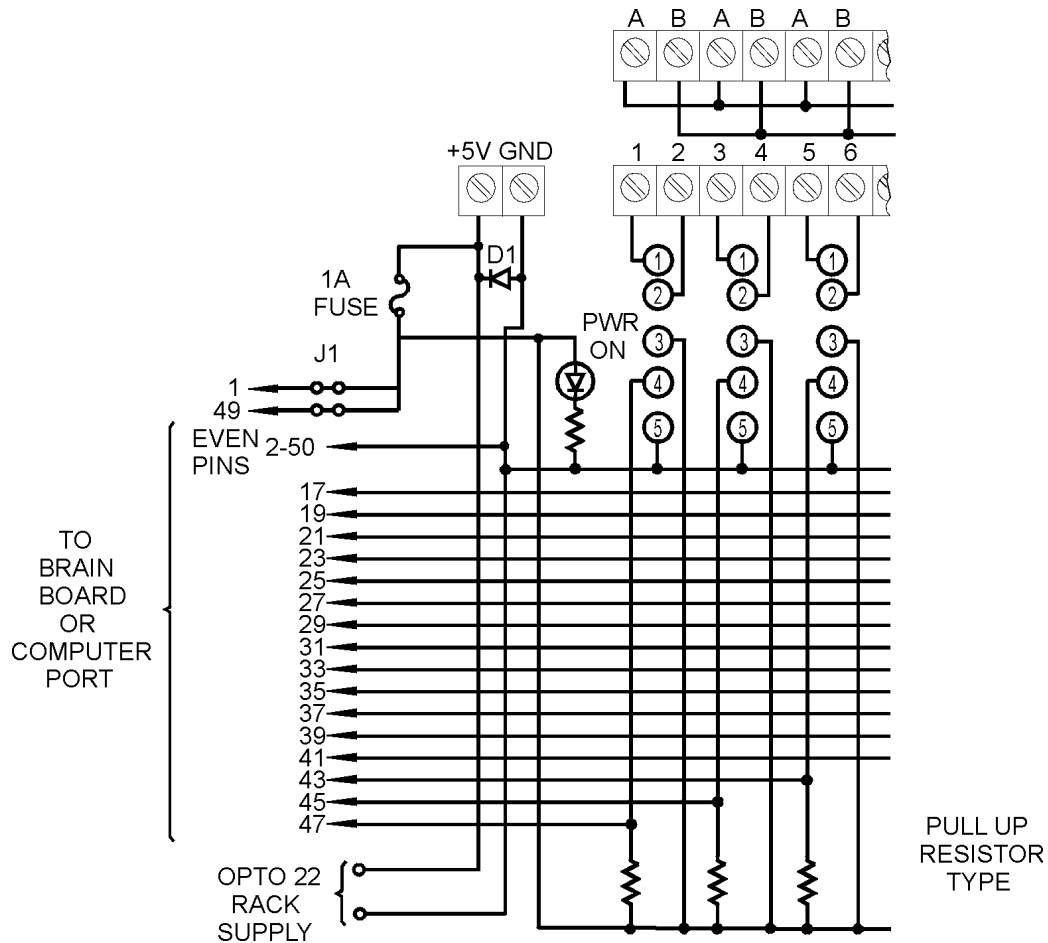 A B A B A B
+5V GND
1 2 3 4 5 6
D1
1A
FUSE
PWR
ON
J1
1
49
EVEN
PINS
2-50
1 1 1
2 2 2
3 3 3
4 4 4
5 5 5
17
19
21
23
25
27
29
31
33
35
37
39
41
43
45
47
TO
BRAIN
BOARD
OR
COMPUTER
PORT
OPTO 22
RACK
SUPPLY
PULL UP
RESISTOR
TYPE